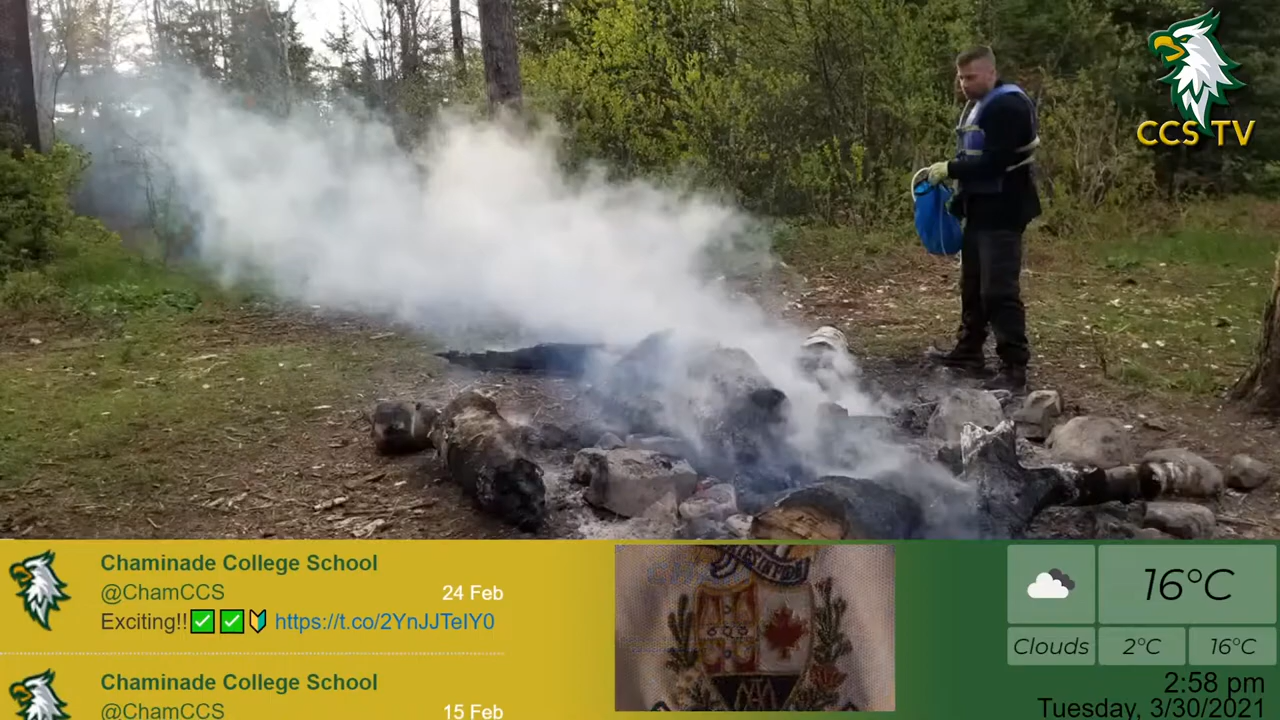 CCS TV
Chaminade College School
@ChamCCS
24 Feb
Exciting!!✅✅🔰 https://t.co/2YnJJTeIY0
Chaminade College School
@ChamCCS
15 Feb
16°C
Clouds
2°C
16°C
2:58 pm
Tuesday, 3/30/2021